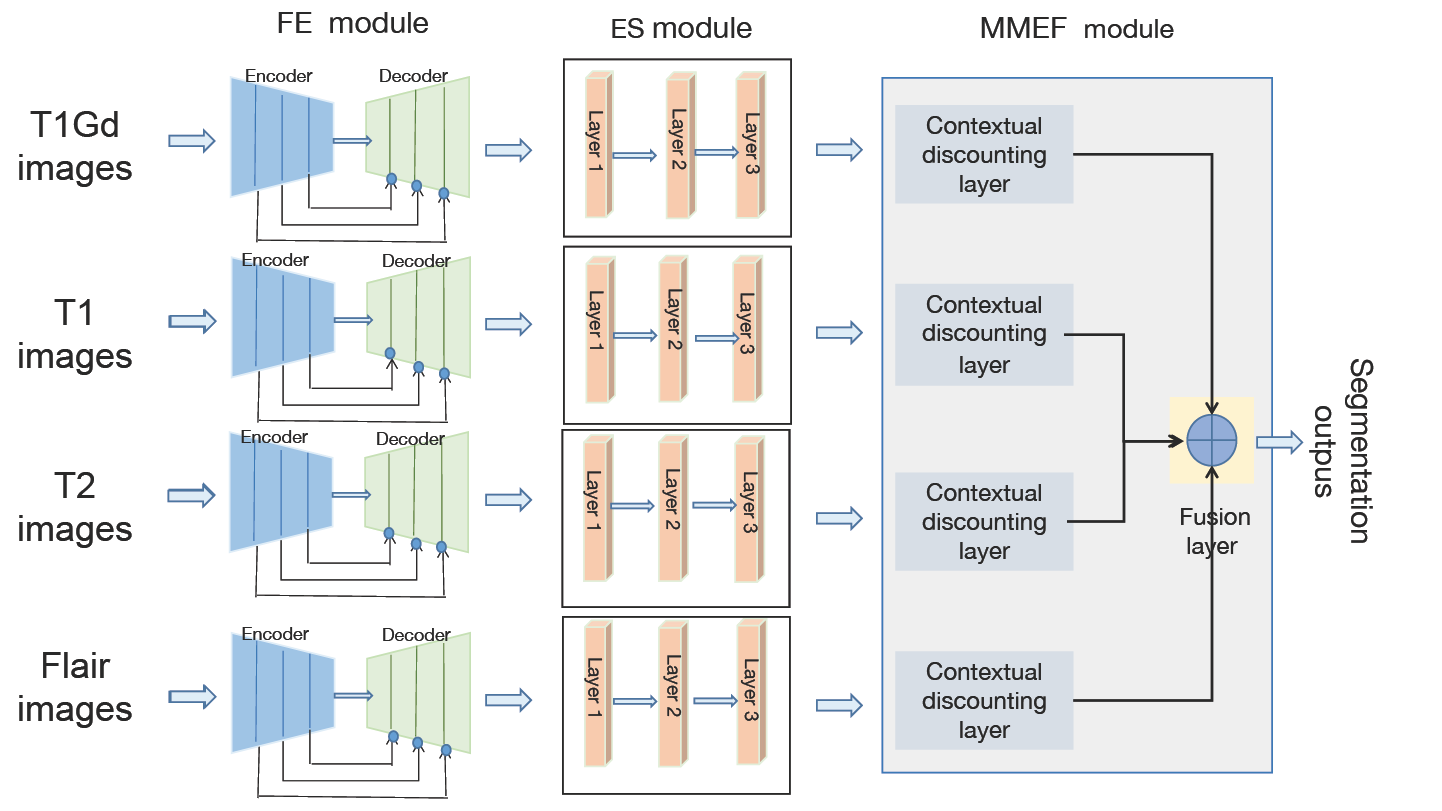 FE module
ES module
MMEF module
T1Gd
images
Encoder
Decoder
Layer 1
Layer 2
Layer 3
Contextual
discounting
layer
T1
images
Encoder
Decoder
Layer 1
Layer 2
Layer 3
Contextual
discounting
layer
T2
images
Encoder
Decoder
Layer 1
Layer 2
Layer 3
Contextual
discounting
layer
Flair
images
Encoder
Decoder
Layer 1
Layer 2
Layer 3
Contextual
discounting
layer
Fusion
layer
Segmentation
outpus